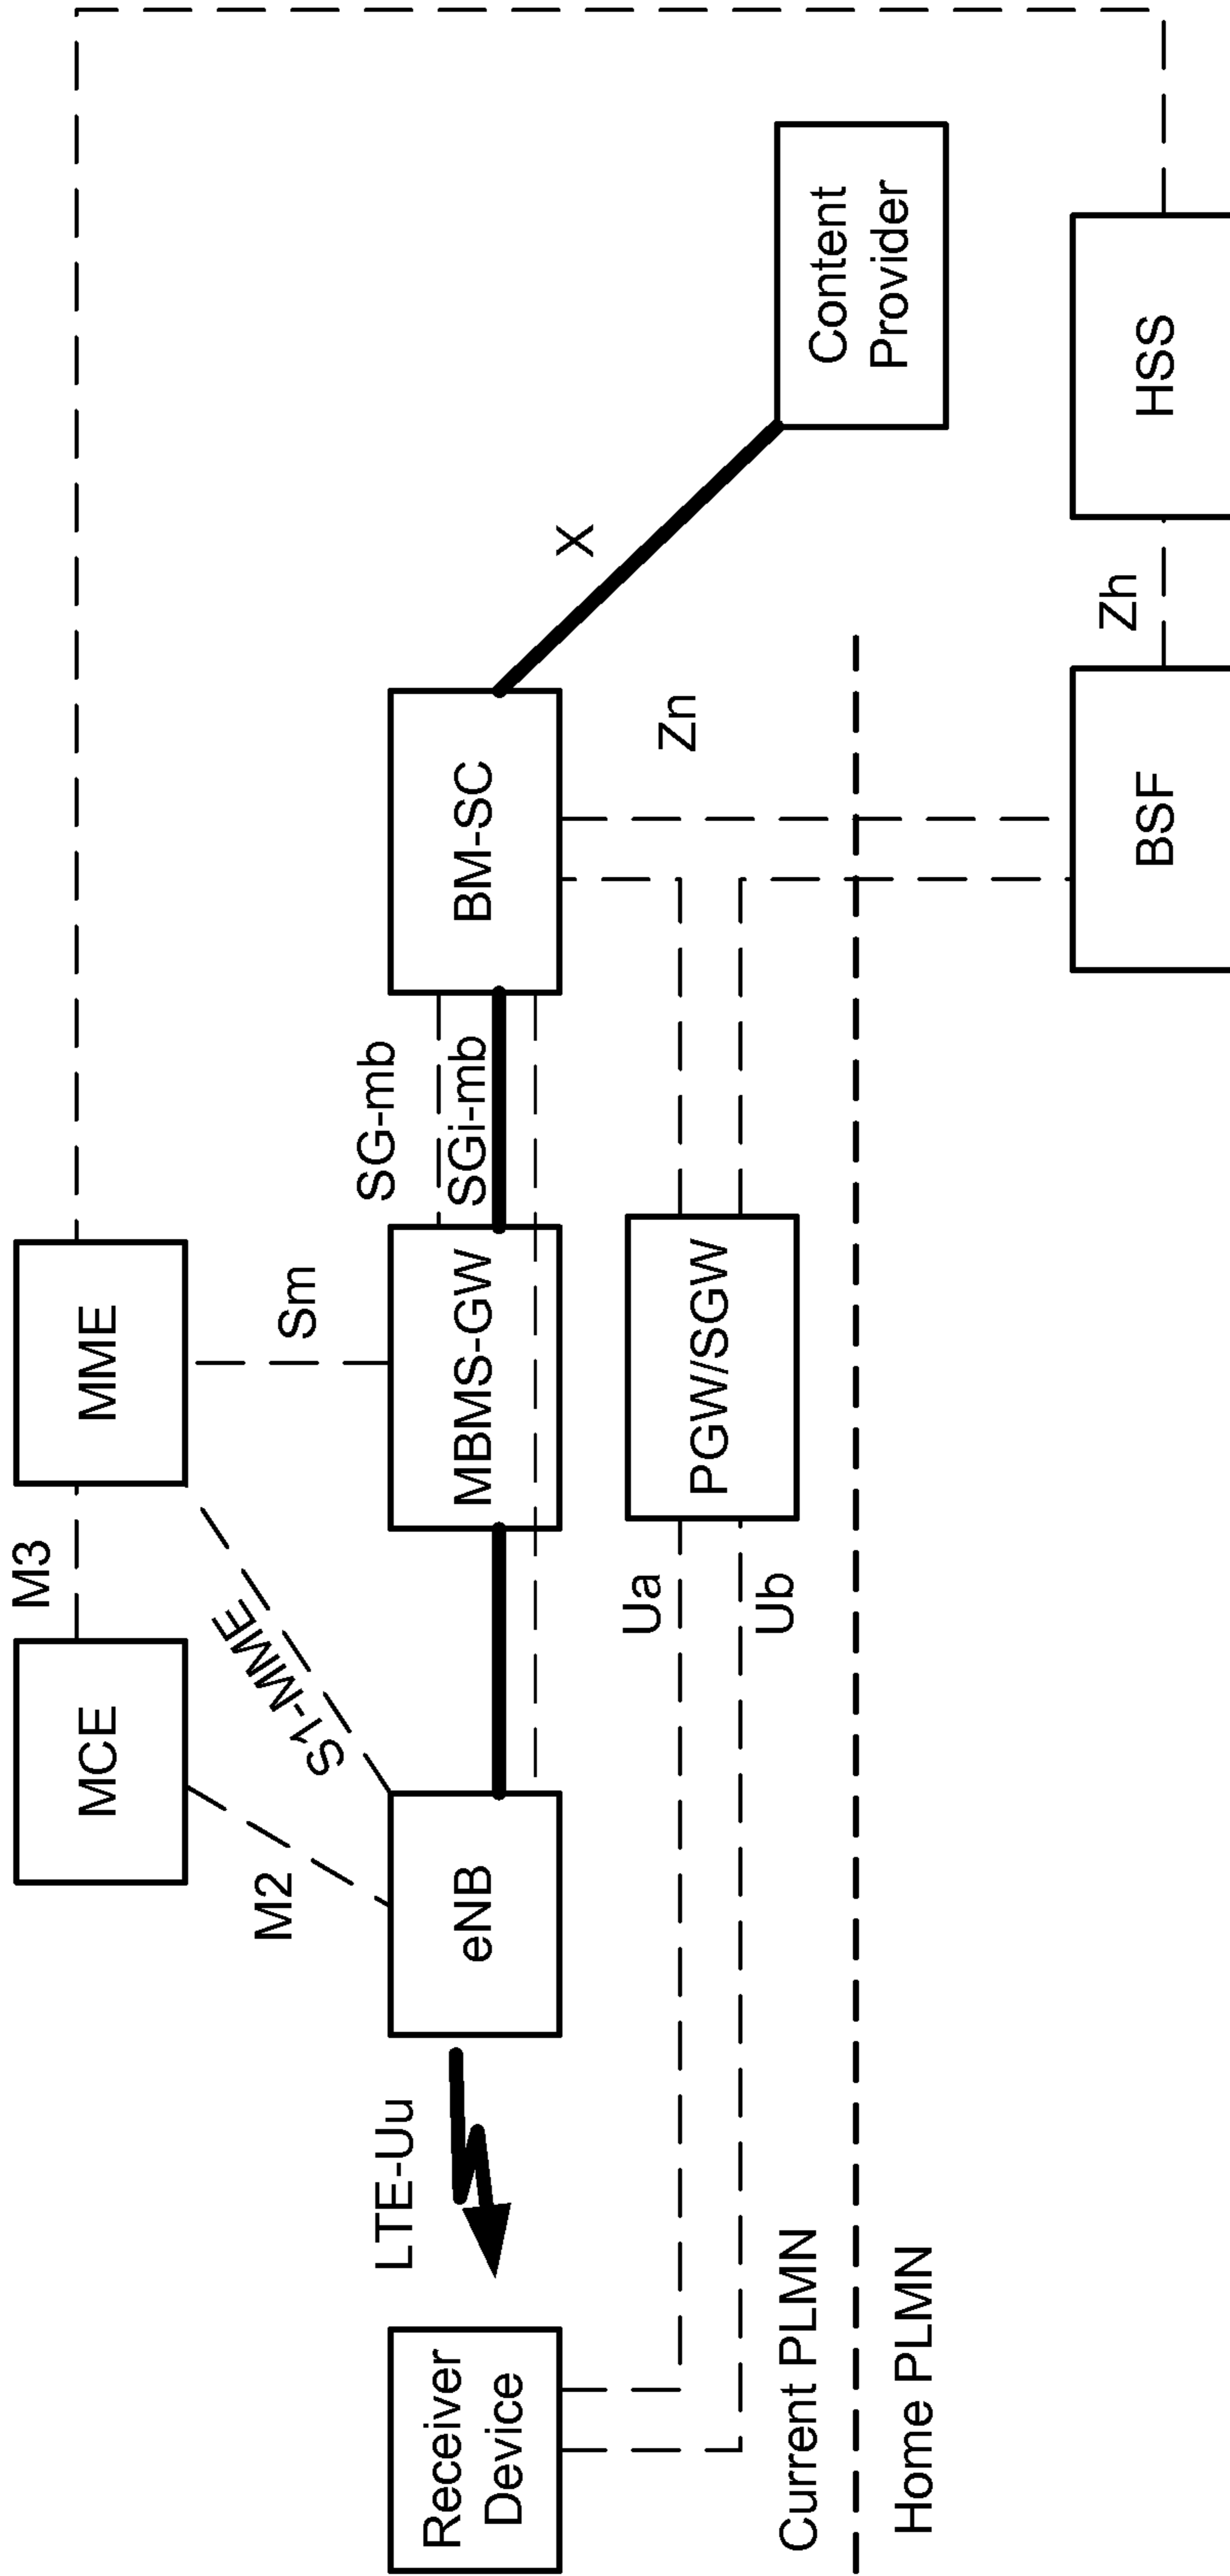 M3
MCE
MME
M2
S1-MME
Sm
LTE-Uu
SG-mb
SGi-mb
X
Receiver
Device
eNB
MBMS-GW
BM-SC
Content
Provider
Ua
Ub
PGW/SGW
Zn
Current PLMN
Home PLMN
Zh
BSF
HSS